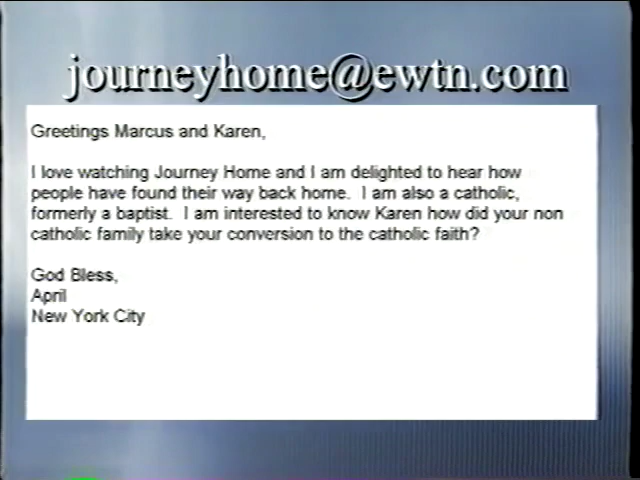 journeyhome@ewtn.com
Greetings Marcus and Karen,
I love watching Journey Home and I am delighted to hear how
people have found their way back home. I am also a catholic,
formerly a baptist. I am interested to know Karen how did your non
catholic family take your conversion to the catholic faith?
God Bless,
April
New York City